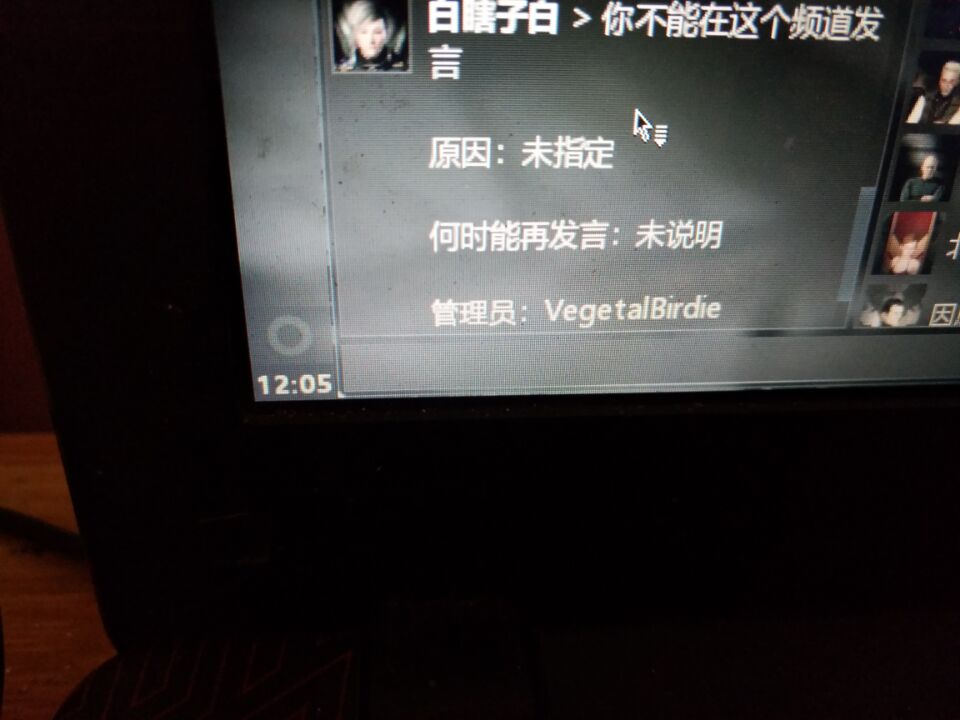 白瞎子白 > 你不能在这个频道发
言
原因：未指定
何时能再发言：未说明
管理员：VegetalBirdie
12:05